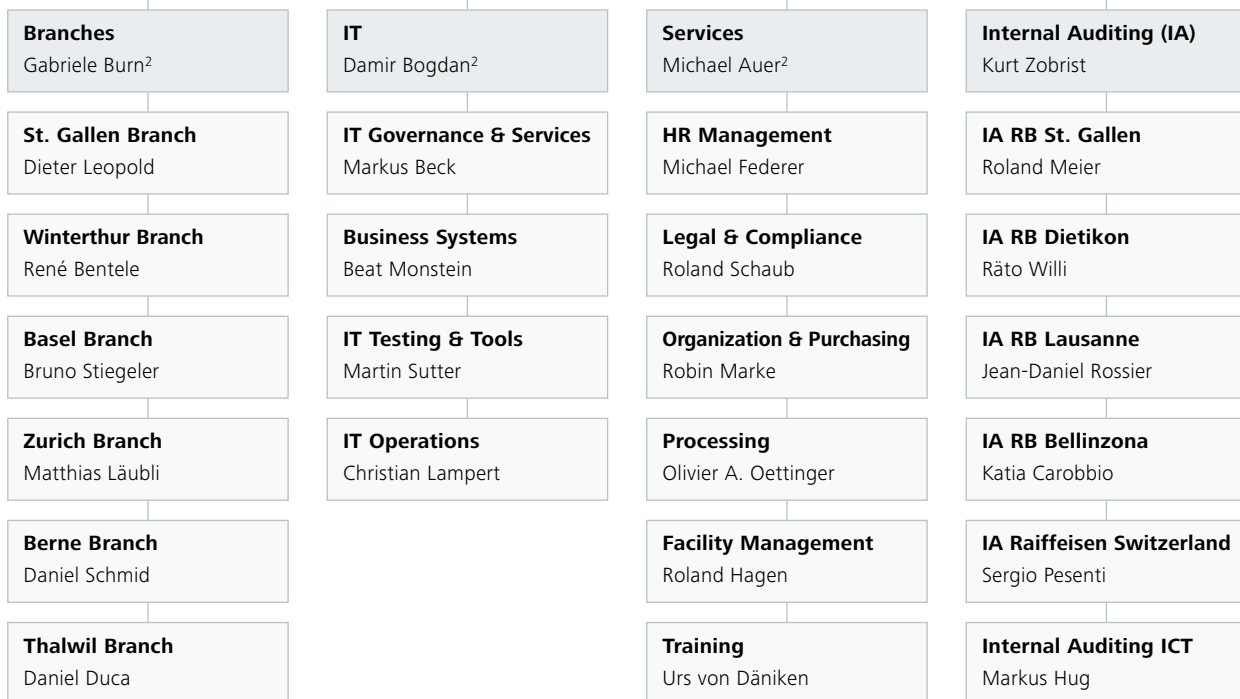 Branches
Gabriele Burn²
St. Gallen Branch
Dieter Leopold
Winterthur Branch
René Bentele
Basel Branch
Bruno Stiegeler
Zurich Branch
Matthias Läubli
Berne Branch
Daniel Schmid
Thalwil Branch
Daniel Duca
IT
Damir Bogdan²
IT Governance & Services
Markus Beck
Business Systems
Beat Monstein
IT Testing & Tools
Martin Sutter
IT Operations
Christian Lampert
Services
Michael Auer²
HR Management
Michael Federer
Legal & Compliance
Roland Schaub
Organization & Purchasing
Robin Marke
Processing
Olivier A. Oettinger
Facility Management
Roland Hagen
Training
Urs von Däniken
Internal Auditing (IA)
Kurt Zobrist
IA RB St. Gallen
Roland Meier
IA RB Dietikon
Räto Willi
IA RB Lausanne
Jean-Daniel Rossier
IA RB Bellinzona
Katia Carobbio
IA Raiffeisen Switzerland
Sergio Pesenti
Internal Auditing ICT
Markus Hug